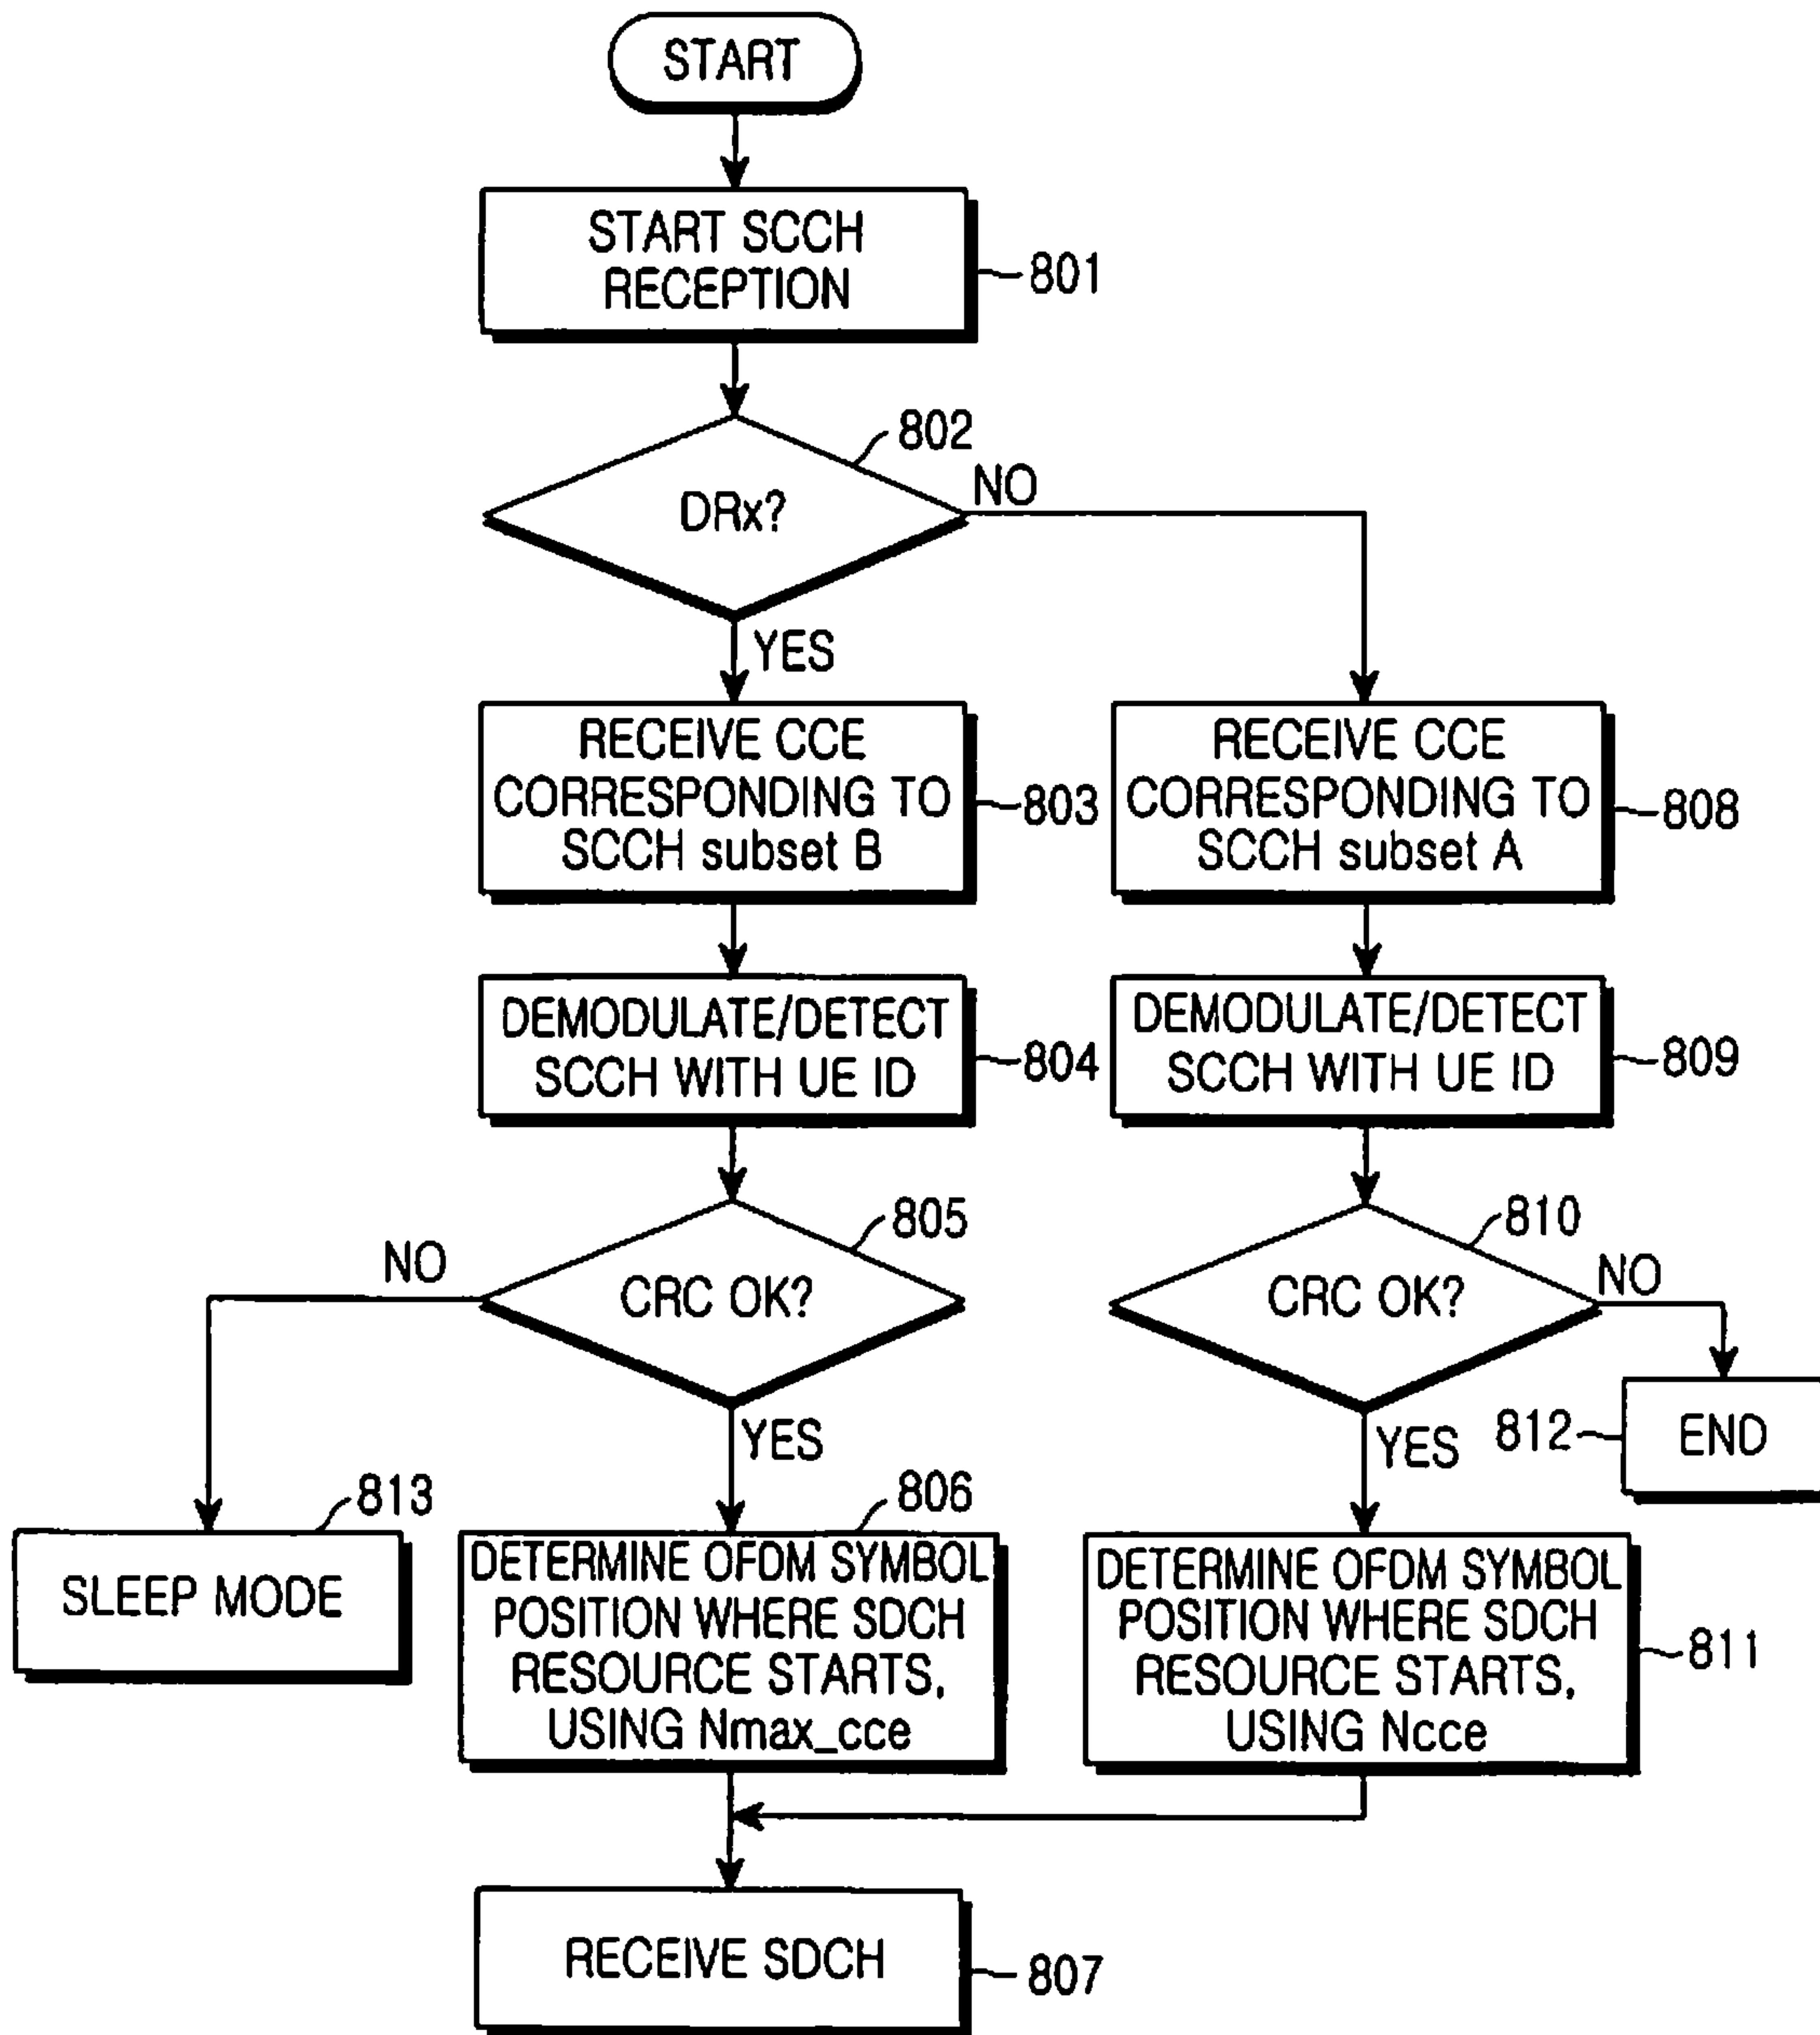 START
START SCCH
RECEPTION
801
802
DRx?
NO
YES
RECEIVE CCE
CORRESPONDING TO
SCCH subset B
803
RECEIVE CCE
CORRESPONDING TO
SCCH subset A
808
DEMODULATE/DETECT
SCCH WITH UE ID
804
DEMODULATE/DETECT
SCCH WITH UE ID
809
805
CRC OK?
NO
YES
810
CRC OK?
NO
YES
812
END
813
SLEEP MODE
806
DETERMINE OFDM SYMBOL
POSITION WHERE SDCH
RESOURCE STARTS,
USING Nmax_cce
DETERMINE OFDM SYMBOL
POSITION WHERE SDCH
RESOURCE STARTS,
USING Ncce
811
RECEIVE SDCH
807